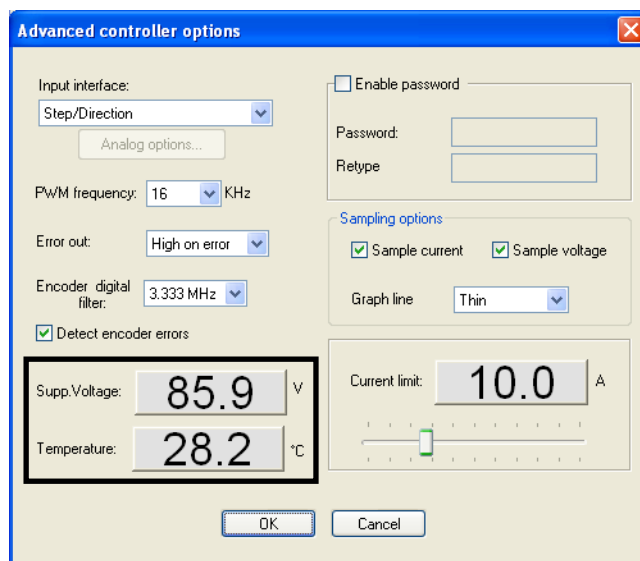 Advanced controller options
Input interface:
Step/Direction
Analog options...
PWM frequency: 16 KHz
Error out: High on error
Encoder digital
filter: 3.333 MHz
Detect encoder errors
Supp.Voltage: 85.9 V
Temperature: 28.2 °C
Enable password
Password:
Retype
Sampling options
Sample current Sample voltage
Graph line Thin
Current limit: 10.0 A
OK Cancel